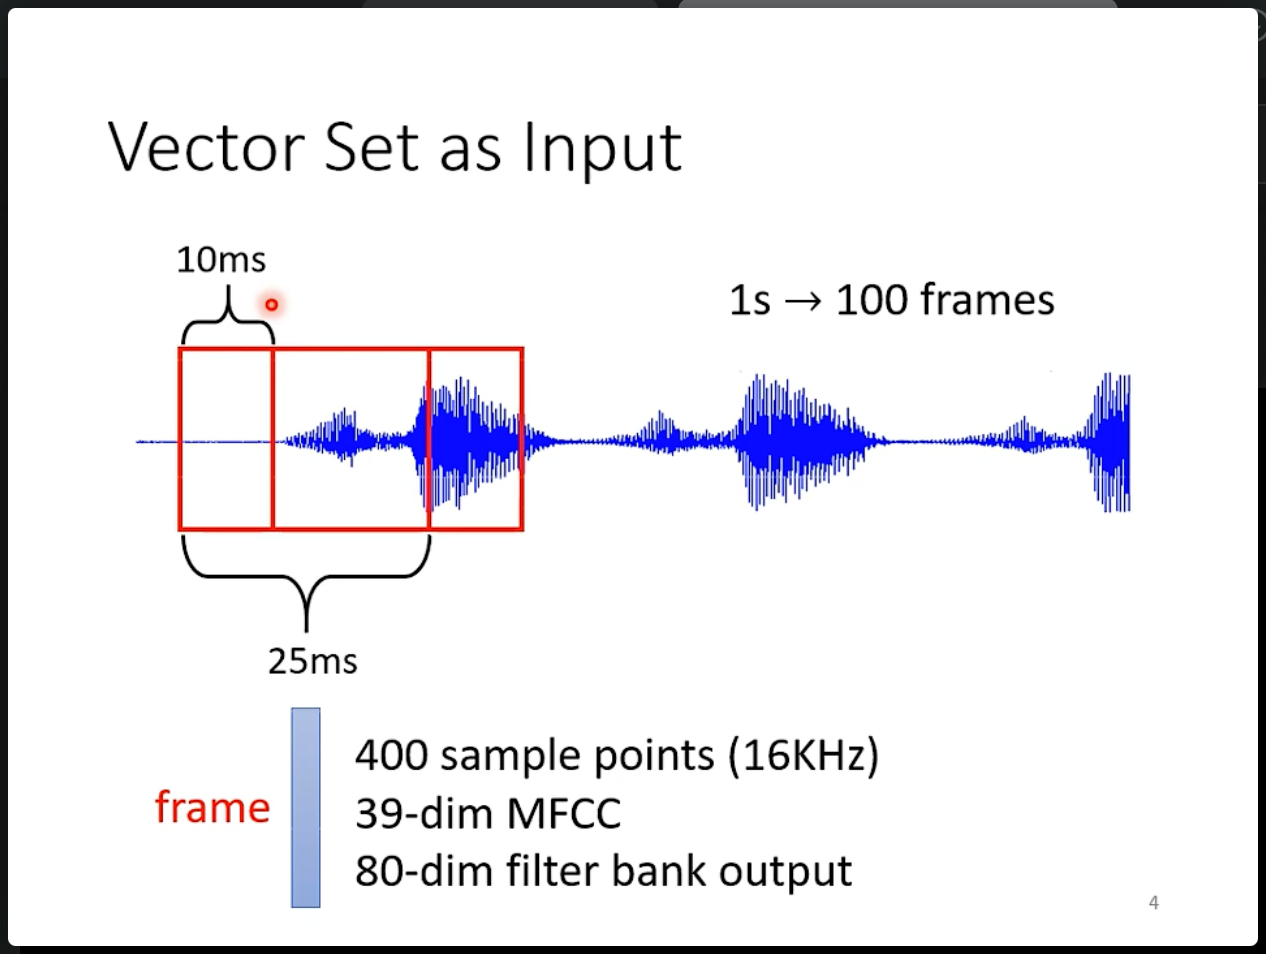 Vector Set as Input
10ms
1s → 100 frames
25ms
400 sample points (16KHz)
frame
39-dim MFCC
80-dim filter bank output
4